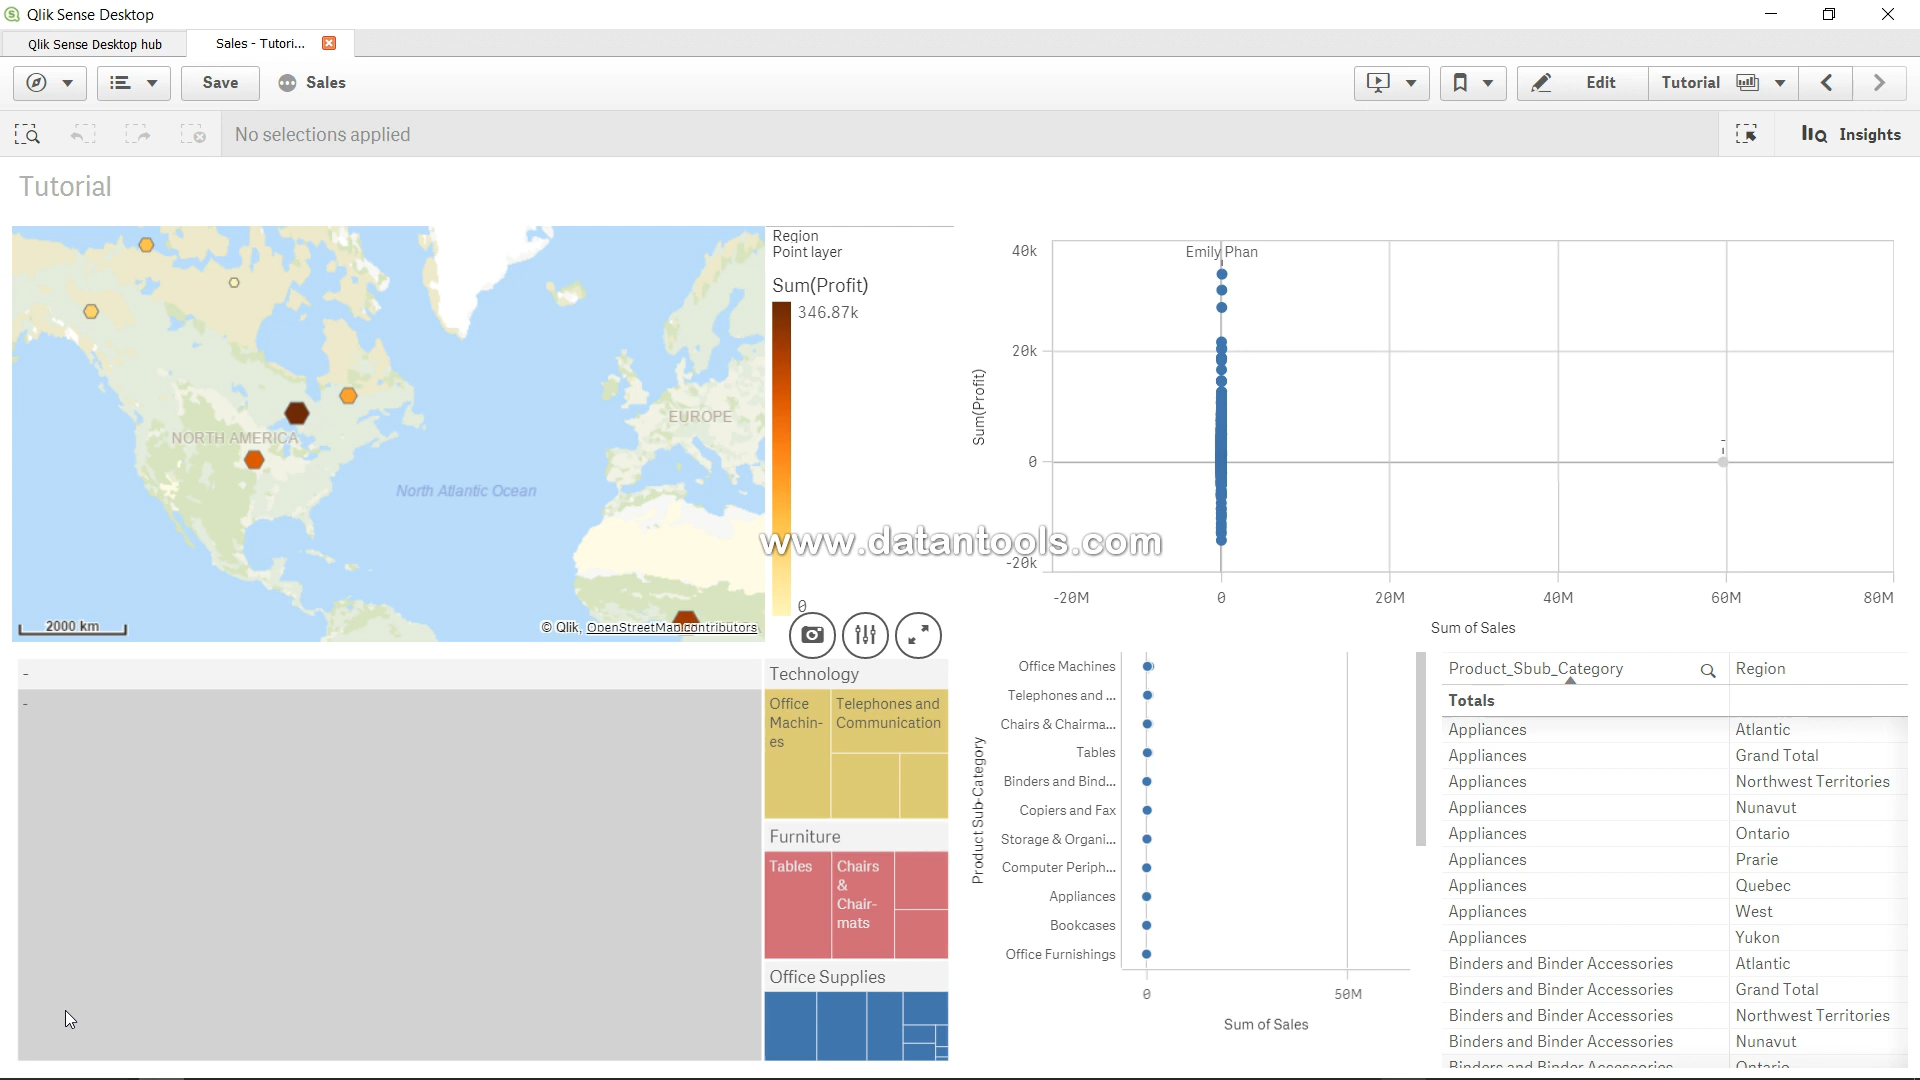 Qlik Sense Desktop
Qlik Sense Desktop hub
Sales - Tutori...
Save
Sales
Edit
Tutorial
No selections applied
Insights
Tutorial
NORTH AMERICA
EUROPE
North Atlantic Ocean
2000 km
© Qlik, OpenStreetMap contributors
Region
Point layer
Sum(Profit)
346.87k
0
Emily Phan
40k
20k
0
-20k
Sum(Profit)
-
-20M
0
20M
40M
60M
80M
Sum of Sales
www.datantools.com
-
-
Technology
Office
Machin-
es
Telephones and
Communication
Furniture
Tables
Chairs
&
Chair-
mats
Office Supplies
Product Sub-Category
Office Machines
Telephones and ...
Chairs & Chairma...
Tables
Binders and Bind...
Copiers and Fax
Storage & Organi...
Computer Periph...
Appliances
Bookcases
Office Furnishings
0
50M
Sum of Sales
Product_Sbub_Category
Region
Totals
Appliances Atlantic
Appliances Grand Total
Appliances Northwest Territories
Appliances Nunavut
Appliances Ontario
Appliances Prarie
Appliances Quebec
Appliances West
Appliances Yukon
Binders and Binder Accessories Atlantic
Binders and Binder Accessories Grand Total
Binders and Binder Accessories Northwest Territories
Binders and Binder Accessories Nunavut
Binders and Binder Accessories Ontario